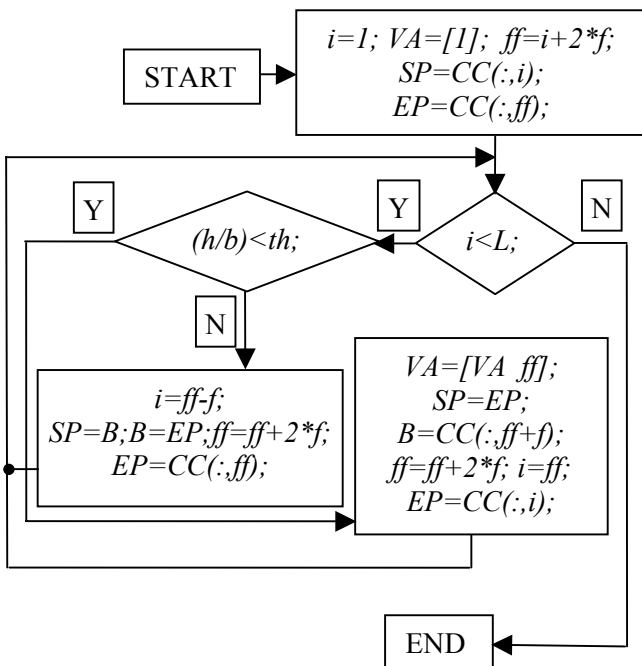 START
i=1; VA=[1]; ff=i+2*f;
SP=CC(:,i);
EP=CC(:,ff);
Y
(h/b)<th;
Y
i<L;
N
N
i=ff-f;
SP=B;B=EP;ff=ff+2*f;
EP=CC(:,ff);
VA=[VA ff];
SP=EP;
B=CC(:,ff+f);
ff=ff+2*f; i=ff;
EP=CC(:,i);
END